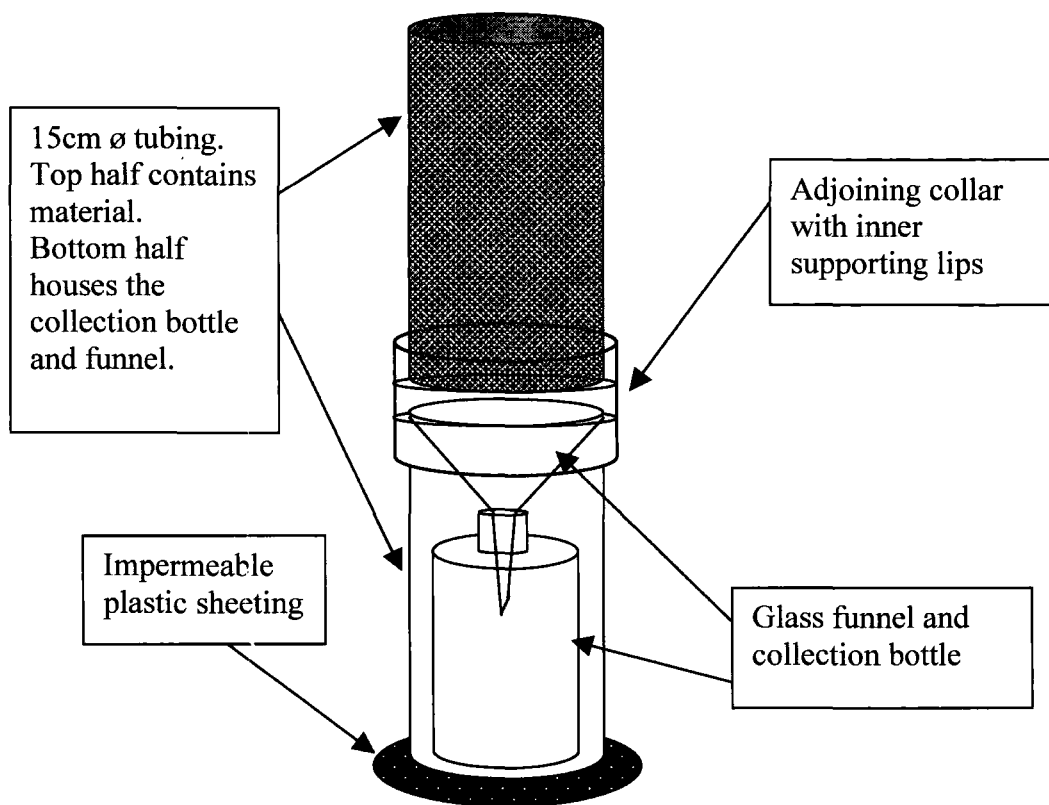 15cm ø tubing.
Top half contains
material.
Bottom half
houses the
collection bottle
and funnel.
Adjoining collar
with inner
supporting lips
Impermeable
plastic sheeting
Glass funnel and
collection bottle